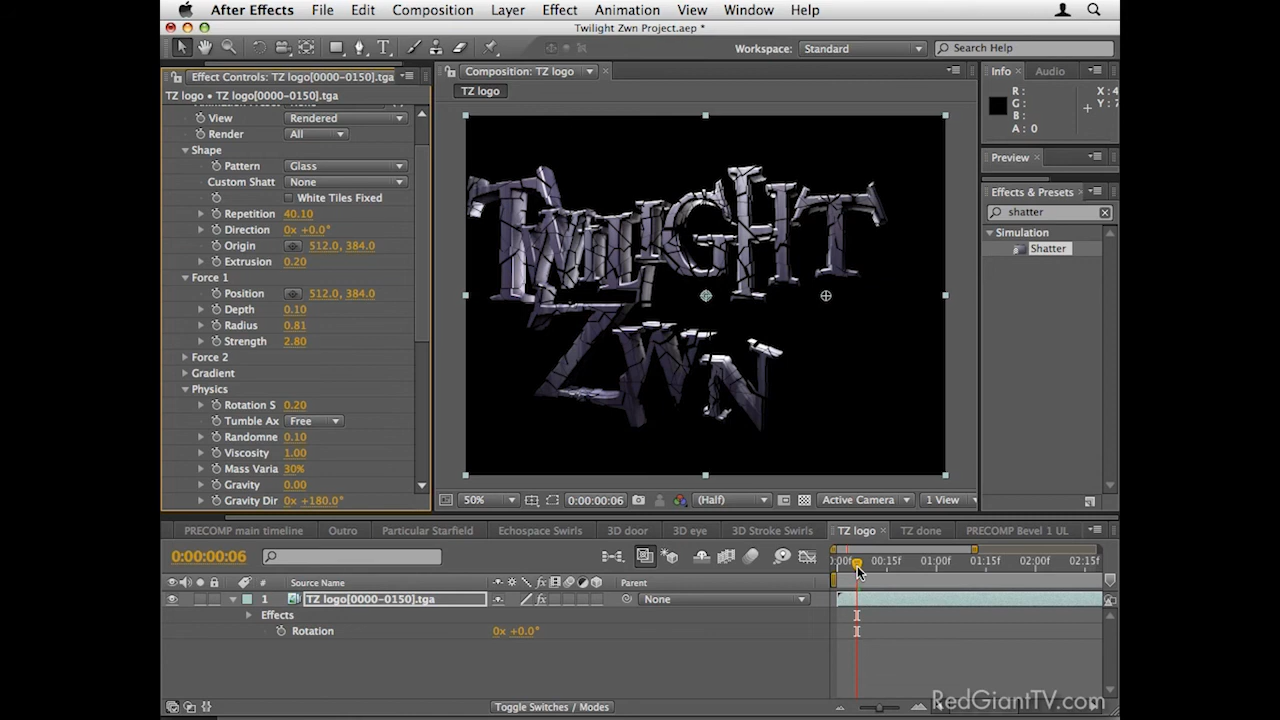 After Effects File Edit Composition Layer Effect Animation View Window Help
Twilight Zwn Project.aep *
Workspace: Standard Search Help
Effect Controls: TZ logo[0000-0150].tga
TZ logo • TZ logo[0000-0150].tga
View Rendered
Render All
Shape
Pattern Glass
Custom Shatt None
White Tiles Fixed
Repetition 40.10
Direction 0x +0.0°
Origin 512.0, 384.0
Extrusion 0.20
Force 1
Position 512.0, 384.0
Depth 0.10
Radius 0.81
Strength 2.80
Force 2
Gradient
Physics
Rotation S 0.20
Tumble Ax Free
Randomne 0.10
Viscosity 1.00
Mass Varia 30%
Gravity 0.00
Gravity Dir 0x +180.0°
Composition: TZ logo
TZ logo
TWILIGHT
ZWN
50% 0:00:00:06 (Half) Active Camera 1 View
Info Audio
R:
G:
B:
A: 0
Preview
Effects & Presets
shatter
Simulation
Shatter
PRECOMP main timeline Outro Particular Starfield Echospace Swirls 3D door 3D eye 3D Stroke Swirls TZ logo TZ done PRECOMP Bevel 1 UL
0:00:00:06
00:15f 01:00f 01:15f 02:00f 02:15f
# Source Name Parent
1 TZ logo[0000-0150].tga None
Effects
Rotation 0x +0.0°
Toggle Switches / Modes
RedGiantTV.com